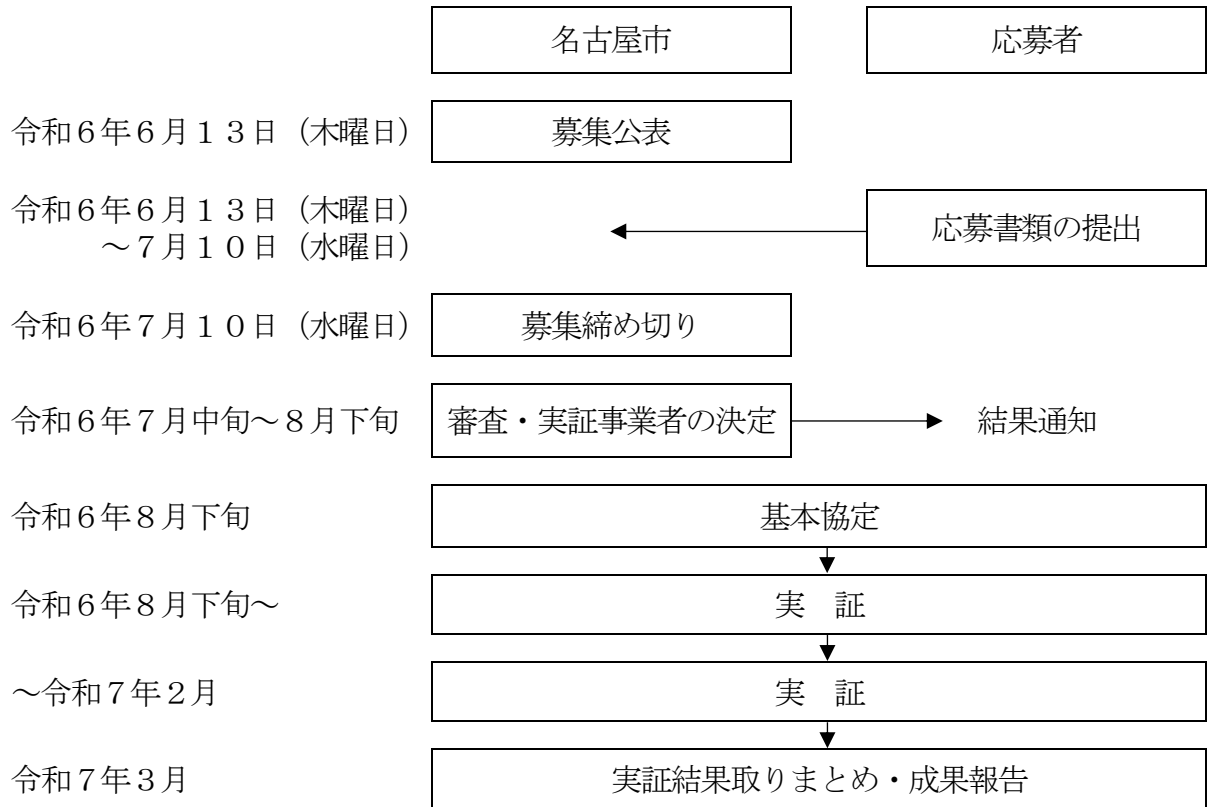 名古屋市
応募者
令和6年6月13日（木曜日）
募集公表
令和6年6月13日（木曜日）
～7月10日（水曜日）
応募書類の提出
令和6年7月10日（水曜日）
募集締め切り
令和6年7月中旬～8月下旬
審査・実証事業者の決定
結果通知
令和6年8月下旬
基本協定
令和6年8月下旬～
実　証
～令和7年2月
実　証
令和7年3月
実証結果取りまとめ・成果報告